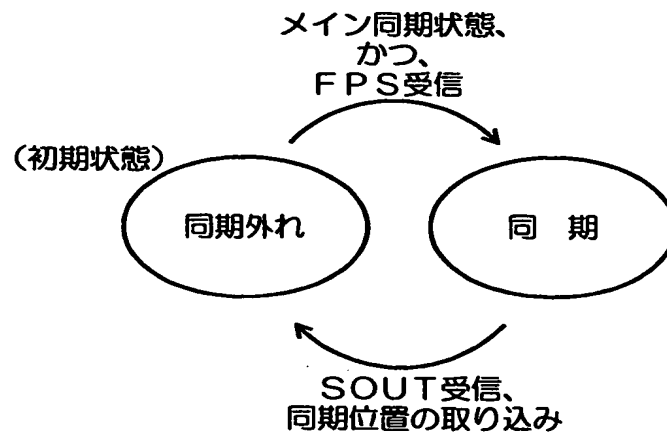 メイン同期状態、
かつ、
FPS受信
(初期状態)
同期外れ
同 期
SOUT受信、
同期位置の取り込み